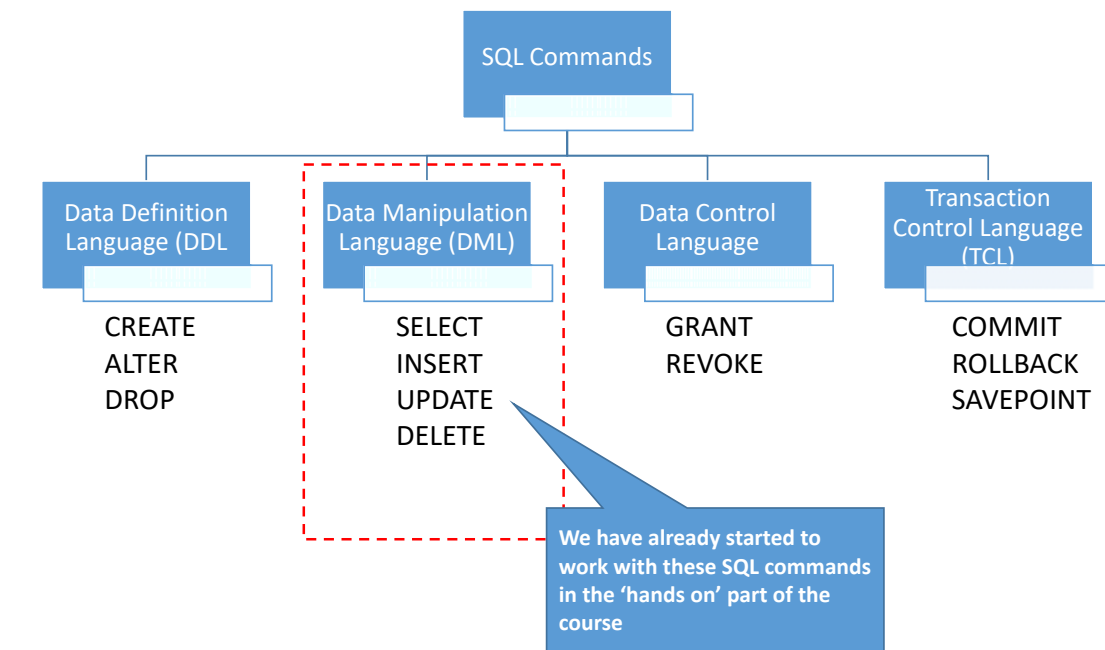 SQL Commands
Data Definition
Language (DDL
Data Manipulation
Language (DML)
Data Control
Language
Transaction
Control Language
(TCL)
CREATE
ALTER
DROP
SELECT
INSERT
UPDATE
DELETE
GRANT
REVOKE
COMMIT
ROLLBACK
SAVEPOINT
We have already started to
work with these SQL commands
in the ‘hands on’ part of the
course